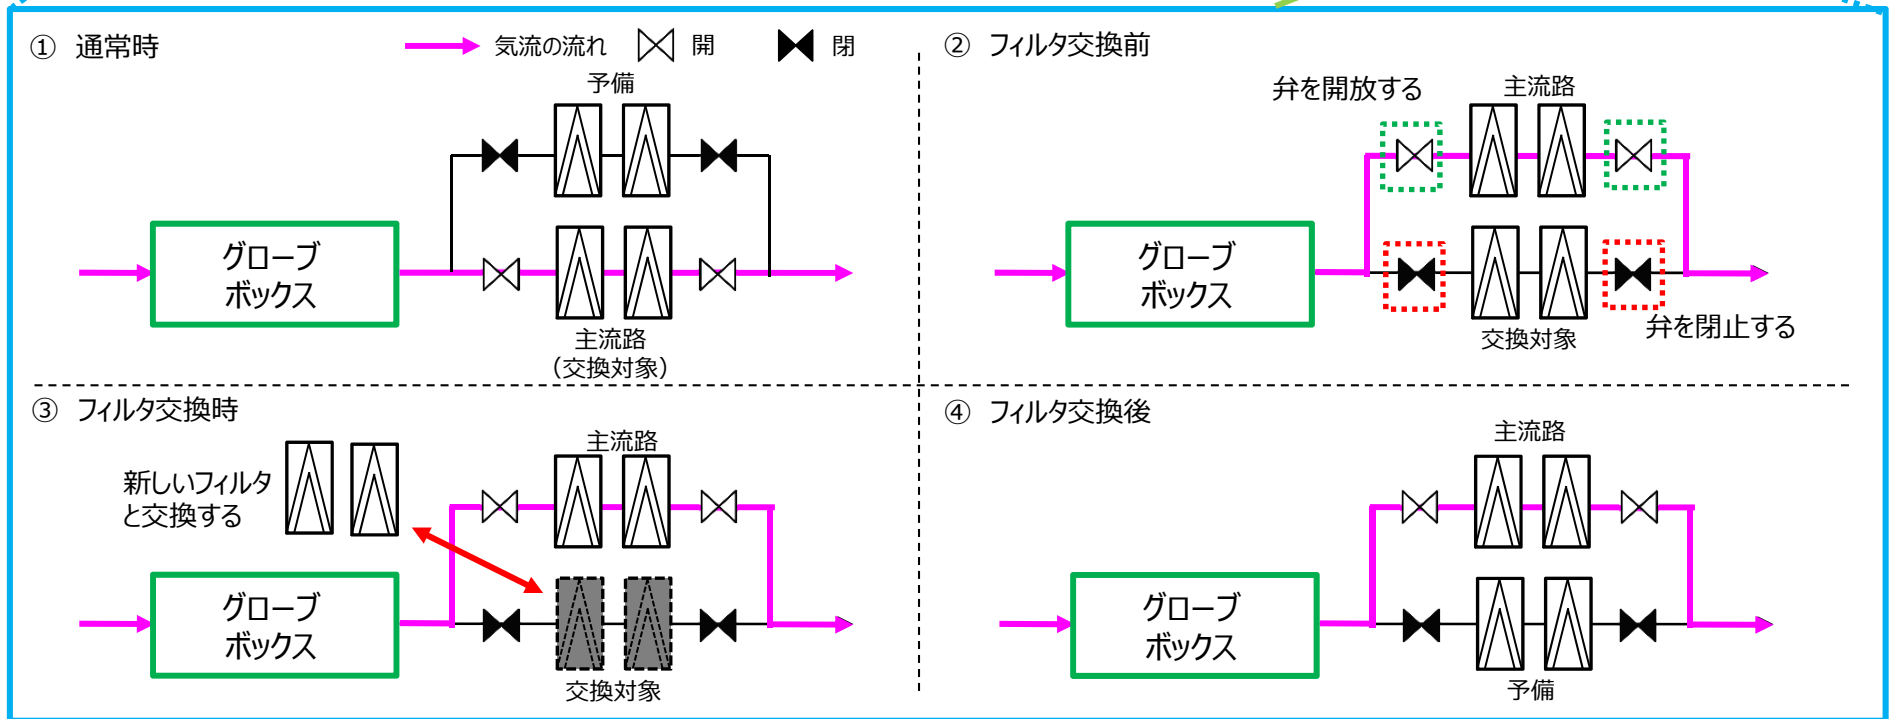 ① 通常時
気流の流れ
開
閉
予備
グローブ
ボックス
主流路
(交換対象)
② フィルタ交換前
弁を開放する
主流路
グローブ
ボックス
弁を閉止する
交換対象
③ フィルタ交換時
新しいフィルタ
と交換する
主流路
グローブ
ボックス
交換対象
④ フィルタ交換後
主流路
グローブ
ボックス
予備